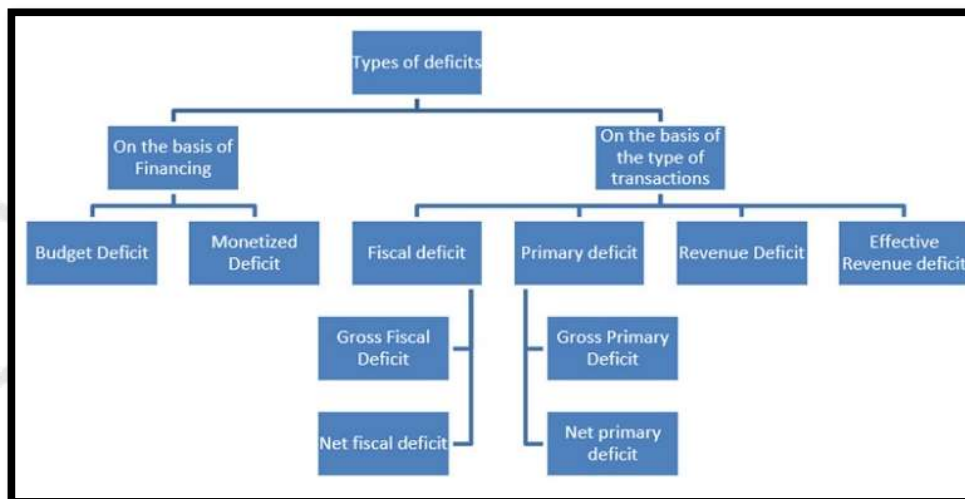 Types of deficits
On the basis of
Financing
On the basis of
the type of
transactions
Budget Deficit
Monetized
Deficit
Fiscal deficit
Primary deficit
Revenue Deficit
Effective
Revenue deficit
Gross Fiscal
Deficit
Gross Primary
Deficit
Net fiscal deficit
Net primary
deficit